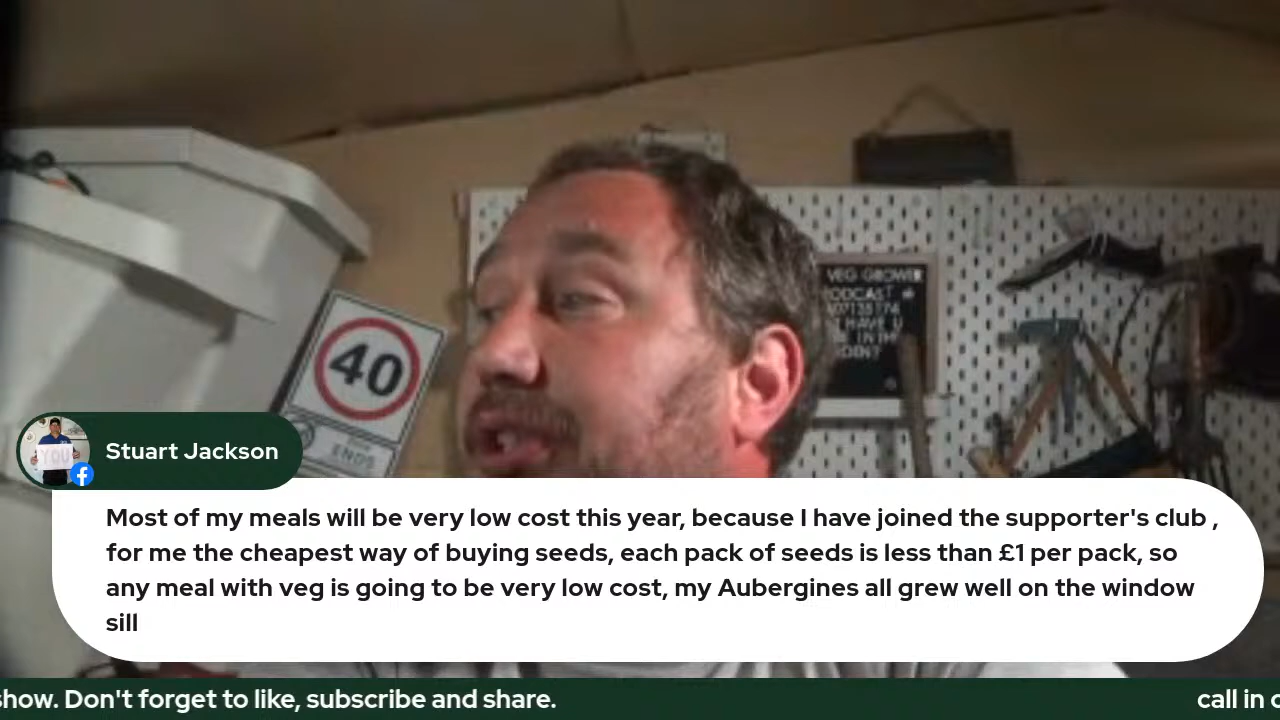 VEG GROWER
PODCAST
40
ENDS
YOU
Stuart Jackson
Most of my meals will be very low cost this year, because I have joined the supporter's club ,
for me the cheapest way of buying seeds, each pack of seeds is less than £1 per pack, so
any meal with veg is going to be very low cost, my Aubergines all grew well on the window
sill
show. Don't forget to like, subscribe and share.
call in